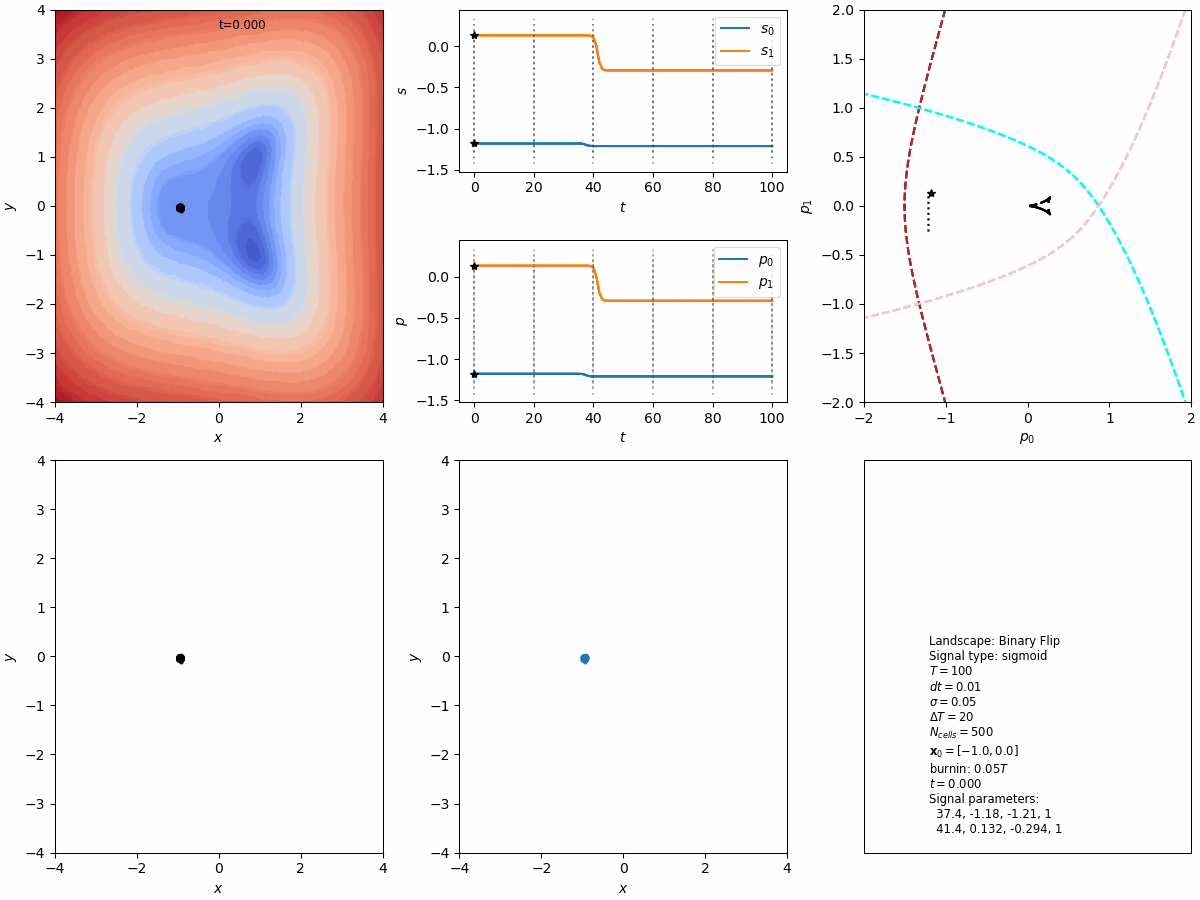 t=0.000
4
3
2
1
0
−1
−2
−3
−4
y
−4
−2
0
2
4
x
0.0
−0.5
−1.0
−1.5
s
s₀
s₁
0
20
40
60
80
100
t
0.0
−0.5
−1.0
−1.5
p
p₀
p₁
0
20
40
60
80
100
t
2.0
1.5
1.0
0.5
0.0
−0.5
−1.0
−1.5
−2.0
p₁
−2
−1
0
1
2
p₀
4
3
2
1
0
−1
−2
−3
−4
y
−4
−2
0
2
4
x
4
3
2
1
0
−1
−2
−3
−4
y
−4
−2
0
2
4
x
Landscape: Binary Flip
Signal type: sigmoid
T = 100
dt = 0.01
σ = 0.05
ΔT = 20
N_cells = 500
x₀ = [−1.0, 0.0]
burnin: 0.05T
t = 0.000
Signal parameters:
37.4, -1.18, -1.21, 1
41.4, 0.132, -0.294, 1